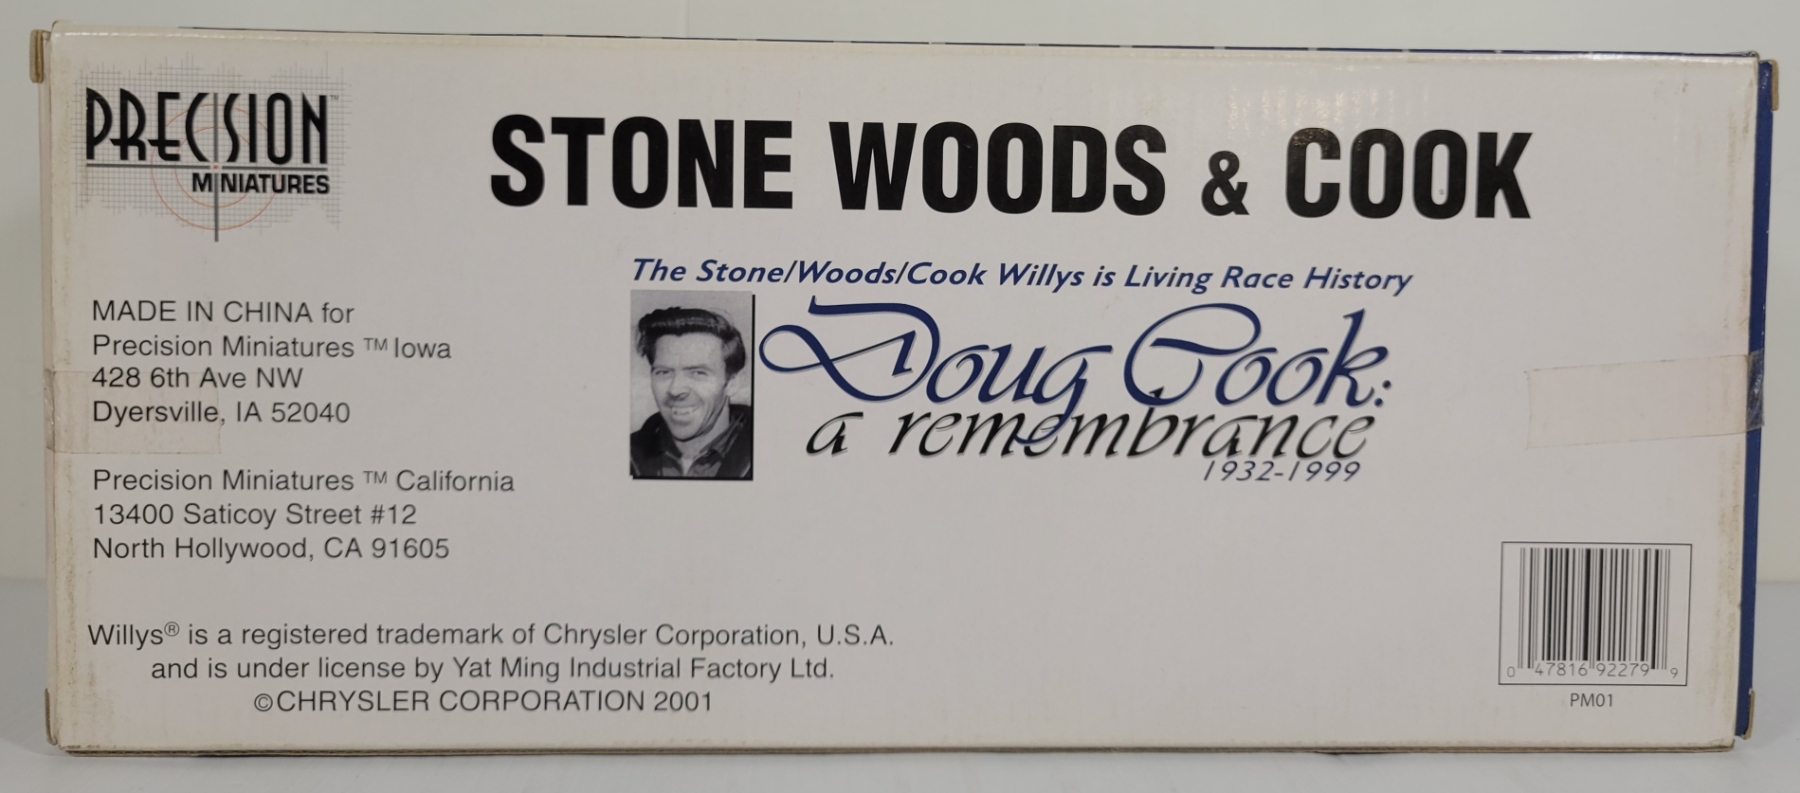 PRECISION™
MINIATURES
STONE WOODS & COOK
The Stone/Woods/Cook Willys is Living Race History
Doug Cook:
a remembrance
1932-1999
MADE IN CHINA for
Precision Miniatures ™ Iowa
428 6th Ave NW
Dyersville, IA 52040
Precision Miniatures ™ California
13400 Saticoy Street #12
North Hollywood, CA 91605
Willys® is a registered trademark of Chrysler Corporation, U.S.A.
and is under license by Yat Ming Industrial Factory Ltd.
©CHRYSLER CORPORATION 2001
0 47816 92279 9
PM01